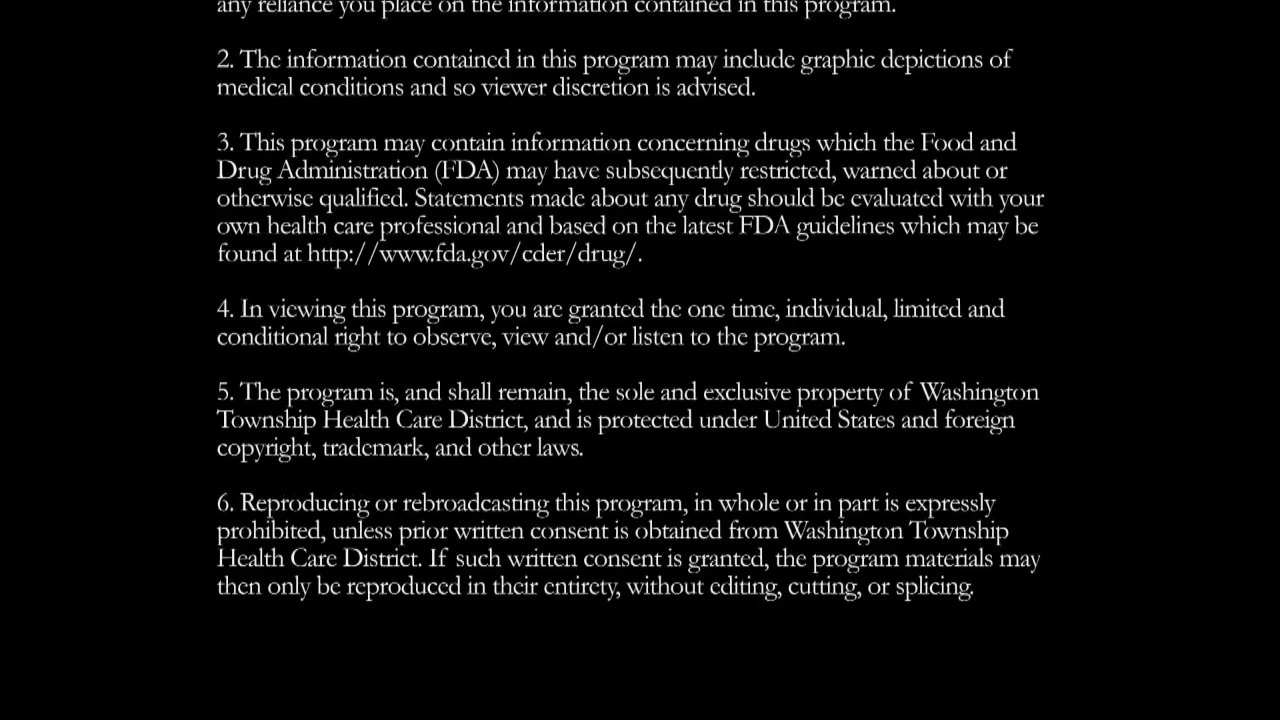 any reliance you place on the information contained in this program.
2. The information contained in this program may include graphic depictions of
medical conditions and so viewer discretion is advised.
3. This program may contain information concerning drugs which the Food and
Drug Administration (FDA) may have subsequently restricted, warned about or
otherwise qualified. Statements made about any drug should be evaluated with your
own health care professional and based on the latest FDA guidelines which may be
found at http://www.fda.gov/cder/drug/.
4. In viewing this program, you are granted the one time, individual, limited and
conditional right to observe, view and/or listen to the program.
5. The program is, and shall remain, the sole and exclusive property of Washington
Township Health Care District, and is protected under United States and foreign
copyright, trademark, and other laws.
6. Reproducing or rebroadcasting this program, in whole or in part is expressly
prohibited, unless prior written consent is obtained from Washington Township
Health Care District. If such written consent is granted, the program materials may
then only be reproduced in their entirety, without editing, cutting, or splicing.